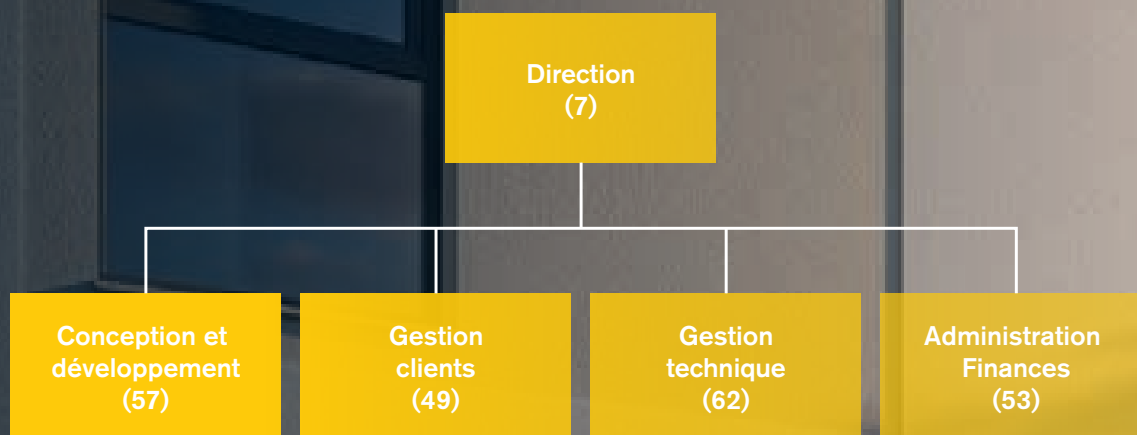 Direction
(7)
Conception et
développement
(57)
Gestion
clients
(49)
Gestion
technique
(62)
Administration
Finances
(53)